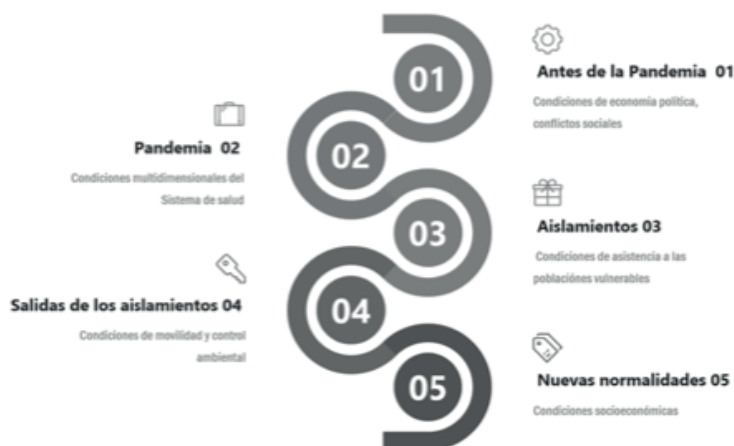 01
Antes de la Pandemia 01
Condiciones de economía política,
conflictos sociales
02
Pandemia 02
Condiciones multidimensionales del
Sistema de salud
03
Aislamientos 03
Condiciones de asistencia a las
poblaciónes vulnerables
04
Salidas de los aislamientos 04
Condiciones de movilidad y control
ambiental
05
Nuevas normalidades 05
Condiciones socioeconómicas